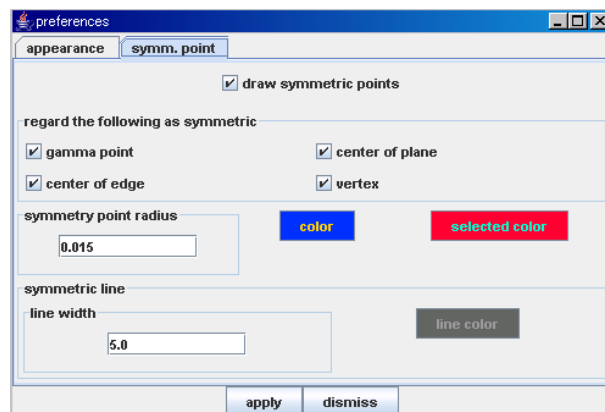 preferences
appearance symm. point
draw symmetric points
regard the following as symmetric
gamma point center of plane
center of edge vertex
symmetry point radius
0.015
color selected color
symmetric line
line width
5.0
line color
apply dismiss